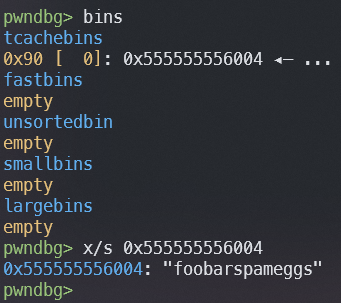 pwndbg> bins
tcachebins
0x90 [  0]: 0x555555556004 ◂— ...
fastbins
empty
unsortedbin
empty
smallbins
empty
largebins
empty
pwndbg> x/s 0x555555556004
0x555555556004: "foobarspameggs"
pwndbg>